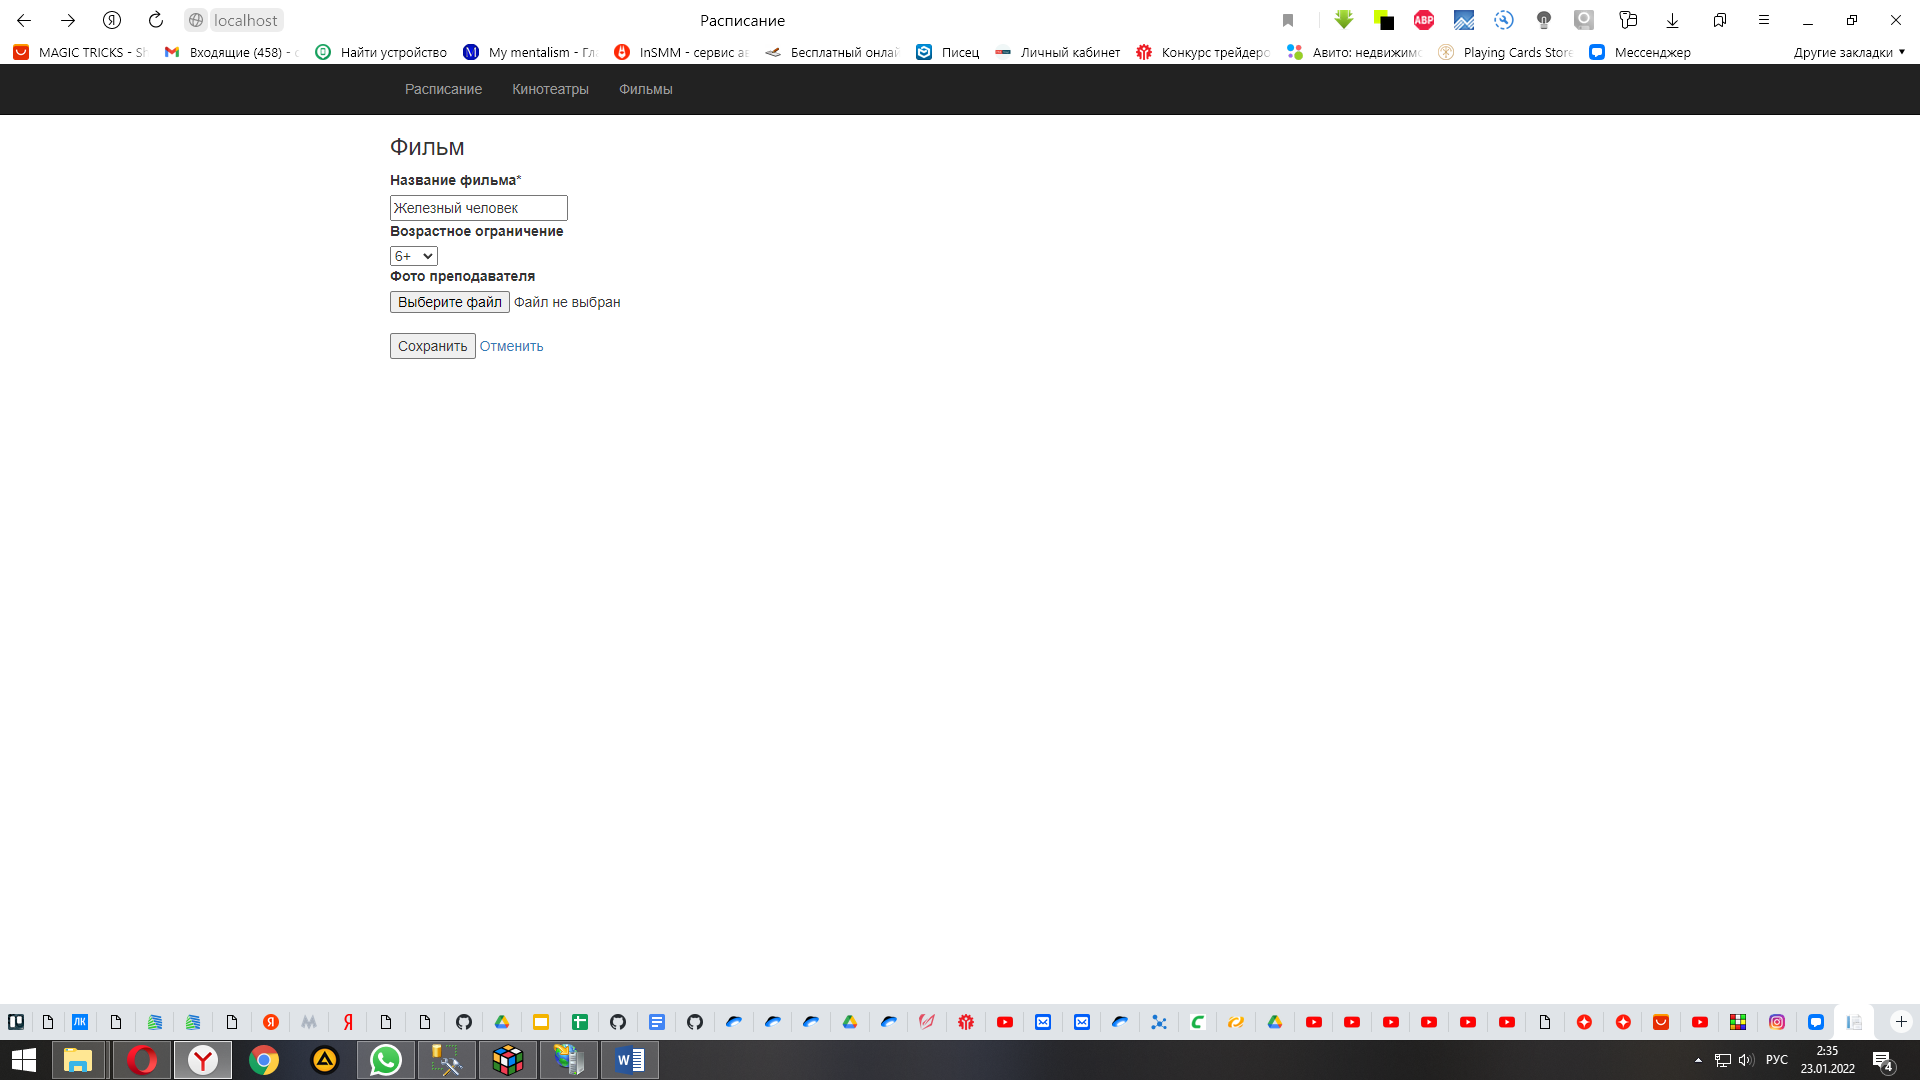 localhost
Расписание
MAGIC TRICKS - Sh
Входящие (458) - c
Найти устройство
My mentalism - Гла
InSMM - сервис ав
Бесплатный онлай
Писец
Личный кабинет
Конкурс трейдеро
Авито: недвижимо
Playing Cards Store
Мессенджер
Другие закладки
Расписание Кинотеатры Фильмы
Фильм
Название фильма*
Железный человек
Возрастное ограничение
6+
Фото преподавателя
Выберите файл Файл не выбран
Сохранить Отменить
РУС
2:35
23.01.2022
4